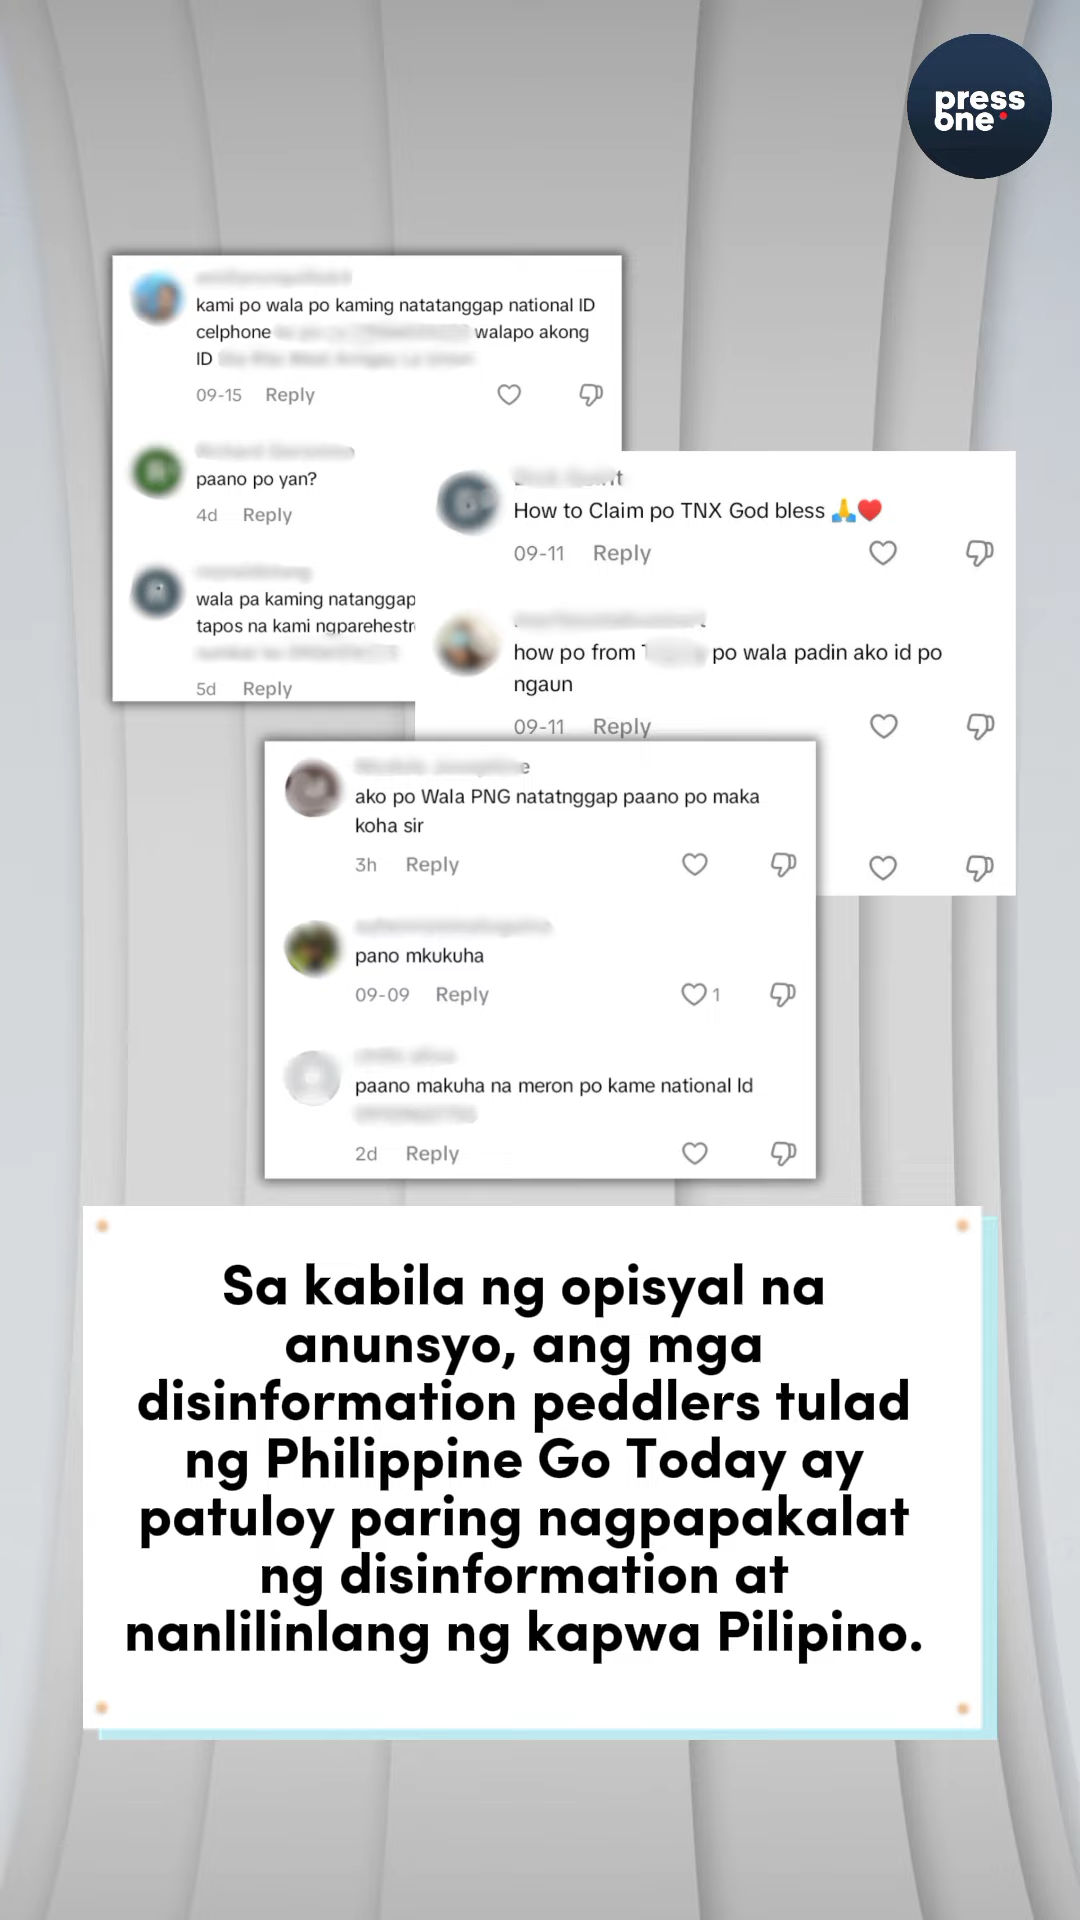 press
one
kami po wala po kaming natatanggap national ID
celphone walapo akong
ID
09-15 Reply
paano po yan?
4d Reply
wala pa kaming natanggap
tapos na kami
5d Reply
How to Claim po TNX God bless 🙏♥️
09-11 Reply
how po from po wala padin ako id po
ngaun
09-11 Reply
ako po Wala PNG natatnggap paano po maka
koha sir
3h Reply
pano mkukuha
09-09 Reply 1
paano makuha na meron po kame national Id
2d Reply
Sa kabila ng opisyal na
anunsyo, ang mga
disinformation peddlers tulad
ng Philippine Go Today ay
patuloy paring nagpapakalat
ng disinformation at
nanlilinlang ng kapwa Pilipino.